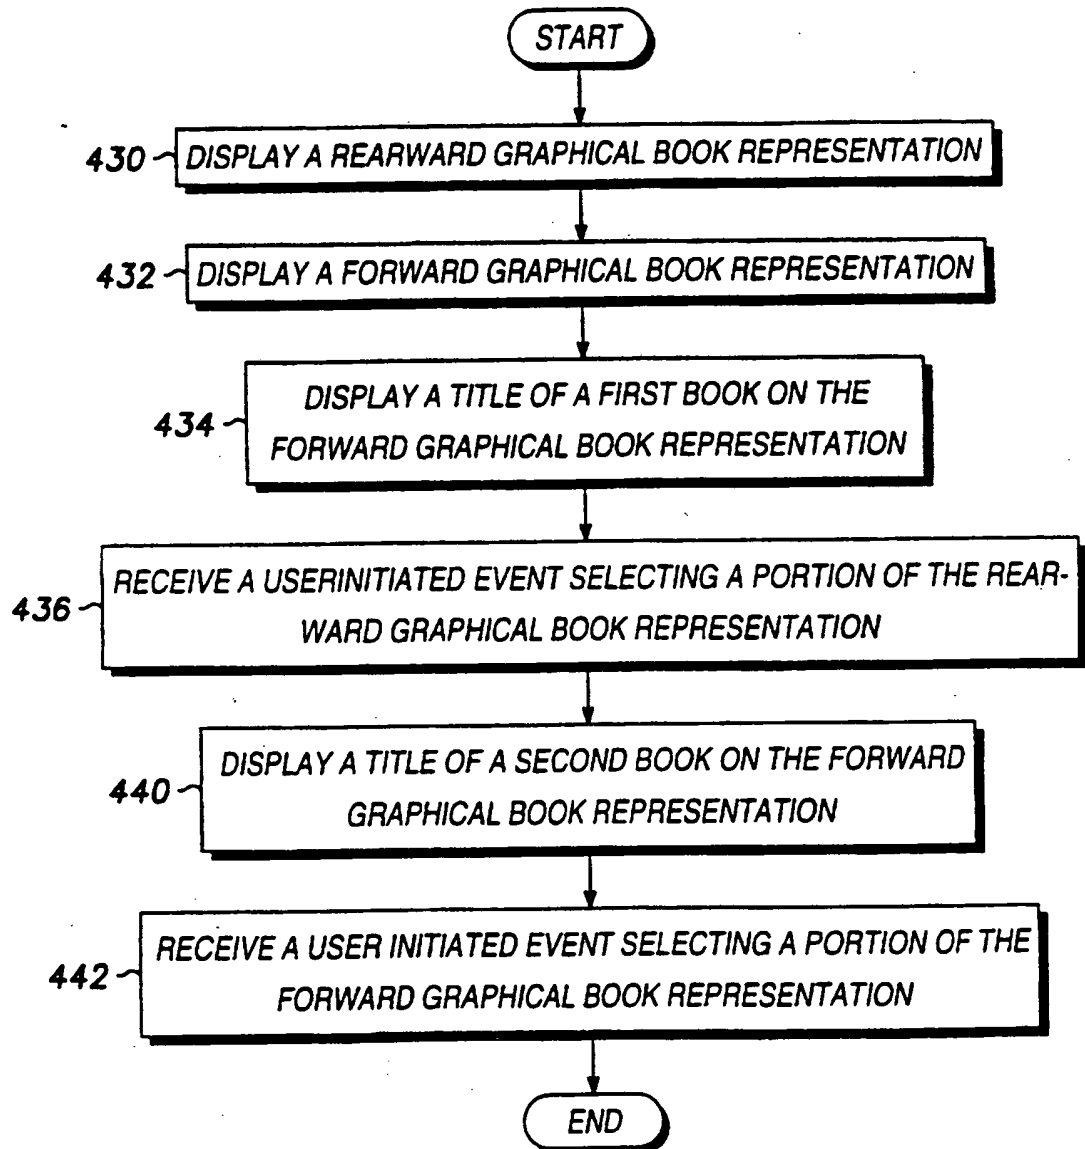 START
430 DISPLAY A REARWARD GRAPHICAL BOOK REPRESENTATION
432 DISPLAY A FORWARD GRAPHICAL BOOK REPRESENTATION
DISPLAY A TITLE OF A FIRST BOOK ON THE
434
FORWARD GRAPHICAL BOOK REPRESENTATION
RECEIVE A USERINITIATED EVENT SELECTING A PORTION OF THE REAR-
436
WARD GRAPHICAL BOOK REPRESENTATION
DISPLAY A TITLE OF A SECOND BOOK ON THE FORWARD
440
GRAPHICAL BOOK REPRESENTATION
RECEIVE A USER INITIATED EVENT SELECTING A PORTION OF THE
442
FORWARD GRAPHICAL BOOK REPRESENTATION
END